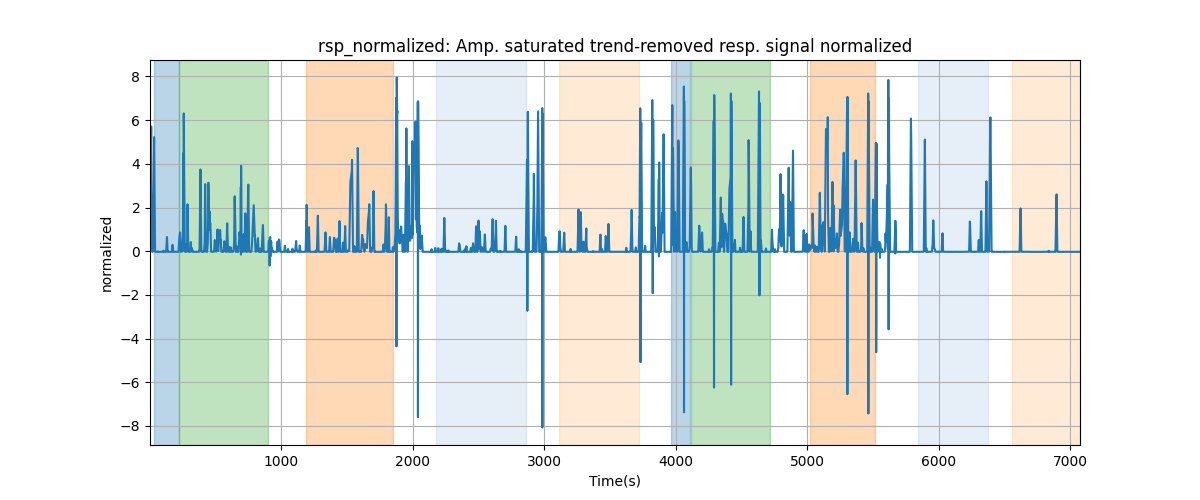 rsp_normalized: Amp. saturated trend-removed resp. signal normalized
8
6
4
2
0
−2
−4
−6
−8
normalized
1000 2000 3000 4000 5000 6000 7000
Time(s)